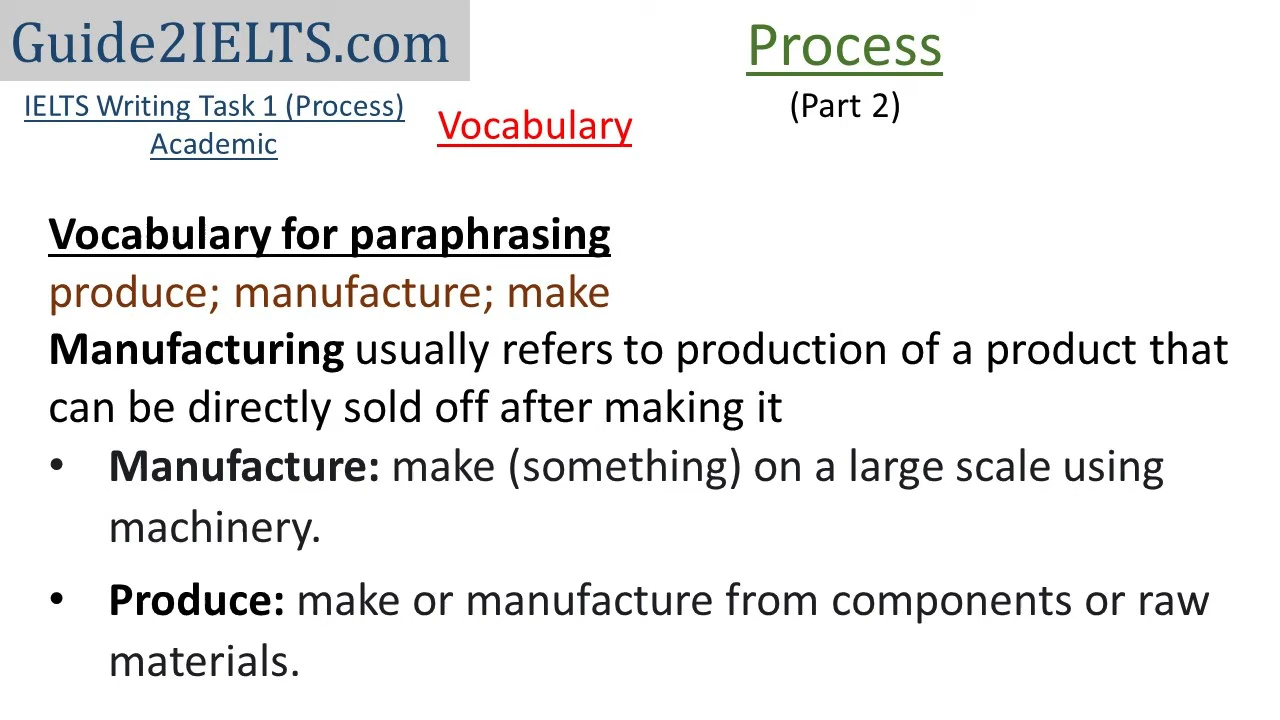 Guide2IELTS.com
Process
IELTS Writing Task 1 (Process)
Academic
Vocabulary
(Part 2)
Vocabulary for paraphrasing
produce; manufacture; make
Manufacturing usually refers to production of a product that
can be directly sold off after making it
• Manufacture: make (something) on a large scale using
machinery.
• Produce: make or manufacture from components or raw
materials.